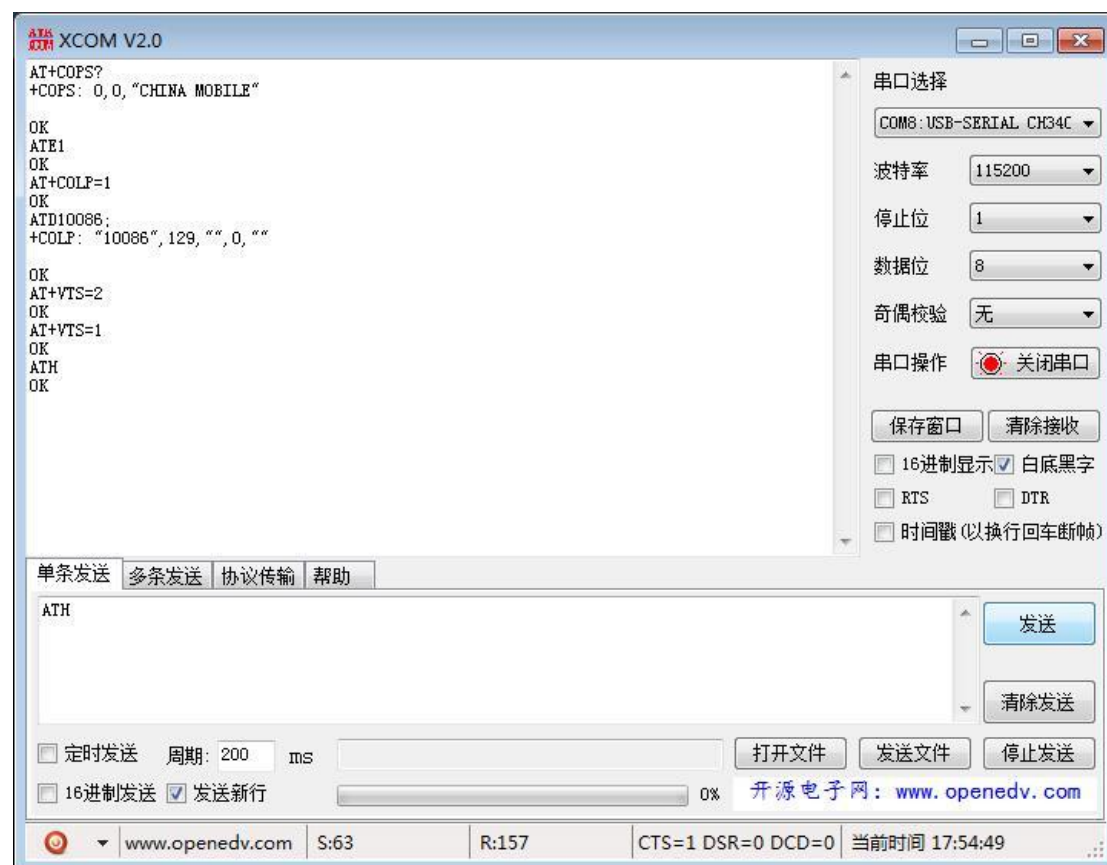 XCOM V2.0
AT+COPS?
+COPS: 0,0,"CHINA MOBILE"
OK
ATE1
OK
AT+COLP=1
OK
ATD10086;
+COLP: "10086",129,"",0,""
OK
AT+VTS=2
OK
AT+VTS=1
OK
ATH
OK
串口选择
COM8:USB-SERIAL CH34C
波特率 115200
停止位 1
数据位 8
奇偶校验 无
串口操作 关闭串口
保存窗口 清除接收
16进制显示 白底黑字
RTS DTR
时间戳(以换行回车断帧)
单条发送 多条发送 协议传输 帮助
ATH
发送
清除发送
定时发送 周期: 200 ms 打开文件 发送文件 停止发送
16进制发送 发送新行 0% 开源电子网: www.openedv.com
www.openedv.com S:63 R:157 CTS=1 DSR=0 DCD=0 当前时间 17:54:49